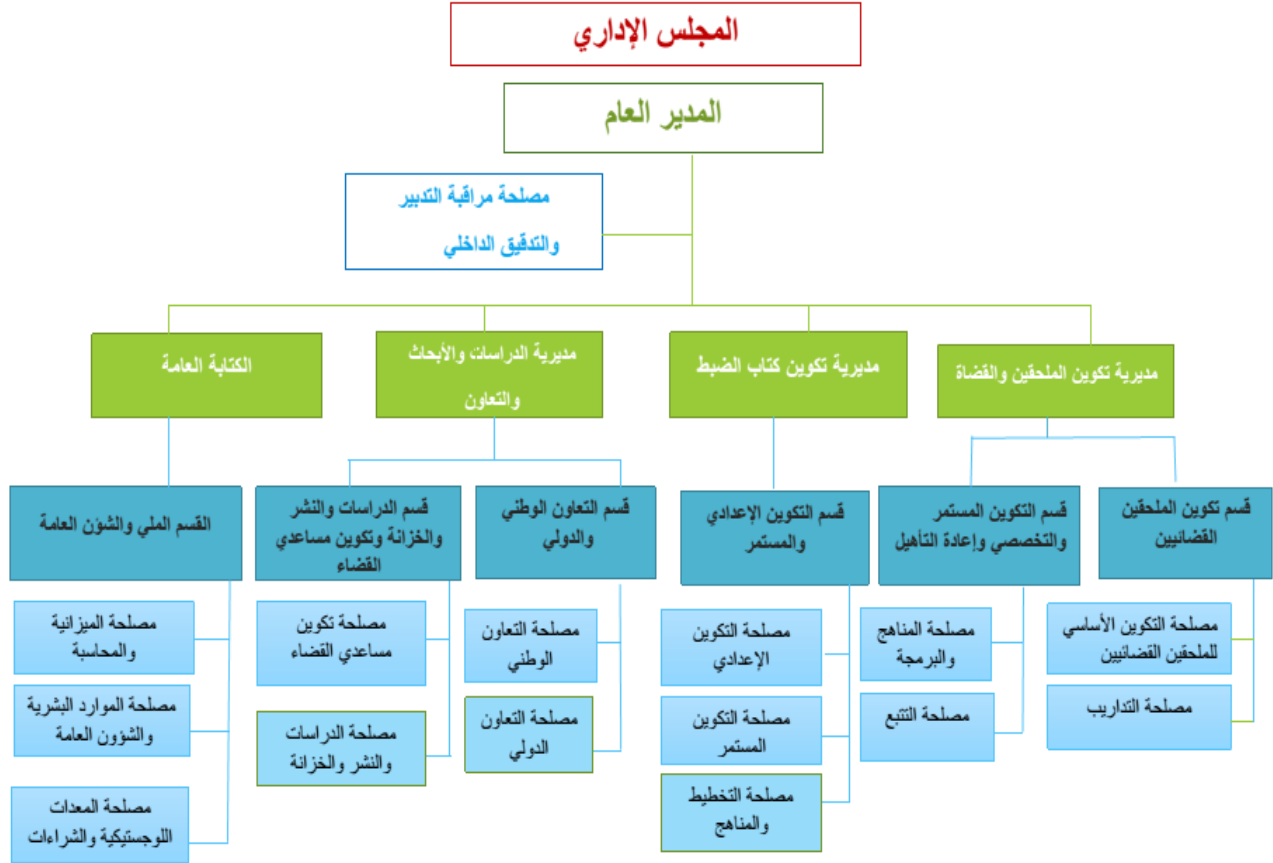 المجلس الإداري
المدير العام
مصلحة مراقبة التدبير
والتدقيق الداخلي
مديرية تكوين الملحقين والقضاة
مديرية تكوين كتاب الضبط
مديرية الدراسات والأبحاث
والتعاون
الكتابة العامة
قسم تكوين الملحقين
القضائيين
قسم التكوين المستمر
والتخصصي وإعادة التأهيل
قسم التكوين الإعدادي
والمستمر
قسم التعاون الوطني
والدولي
قسم الدراسات والنشر
والخزانة وتكوين مساعدي
القضاء
القسم الملي والشؤن العامة
مصلحة التكوين الأساسي
للملحقين القضائيين
مصلحة التداريب
مصلحة المناهج
والبرمجة
مصلحة التتبع
مصلحة التكوين
الإعدادي
مصلحة التكوين
المستمر
مصلحة التخطيط
والمناهج
مصلحة التعاون
الوطني
مصلحة التعاون
الدولي
مصلحة تكوين
مساعدي القضاء
مصلحة الدراسات
والنشر والخزانة
مصلحة الميزانية
والمحاسبة
مصلحة الموارد البشرية
والشؤون العامة
مصلحة المعدات
اللوجستيكية والشراءات